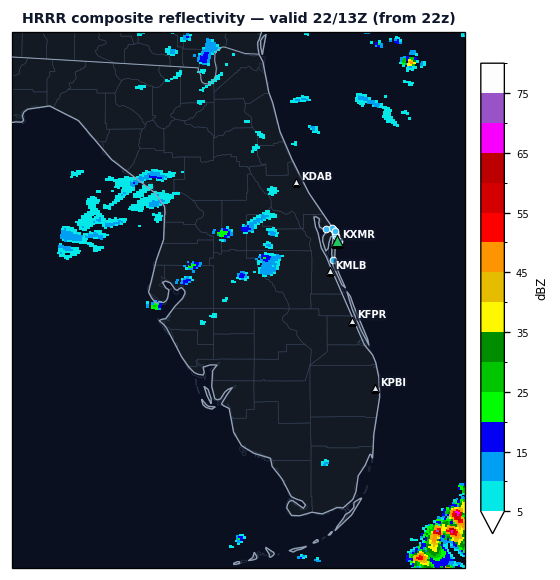 HRRR composite reflectivity — valid 22/13Z (from 22z)
KDAB
KXMR
KMLB
KFPR
KPBI
75
65
55
45
35
25
15
5
dBZ